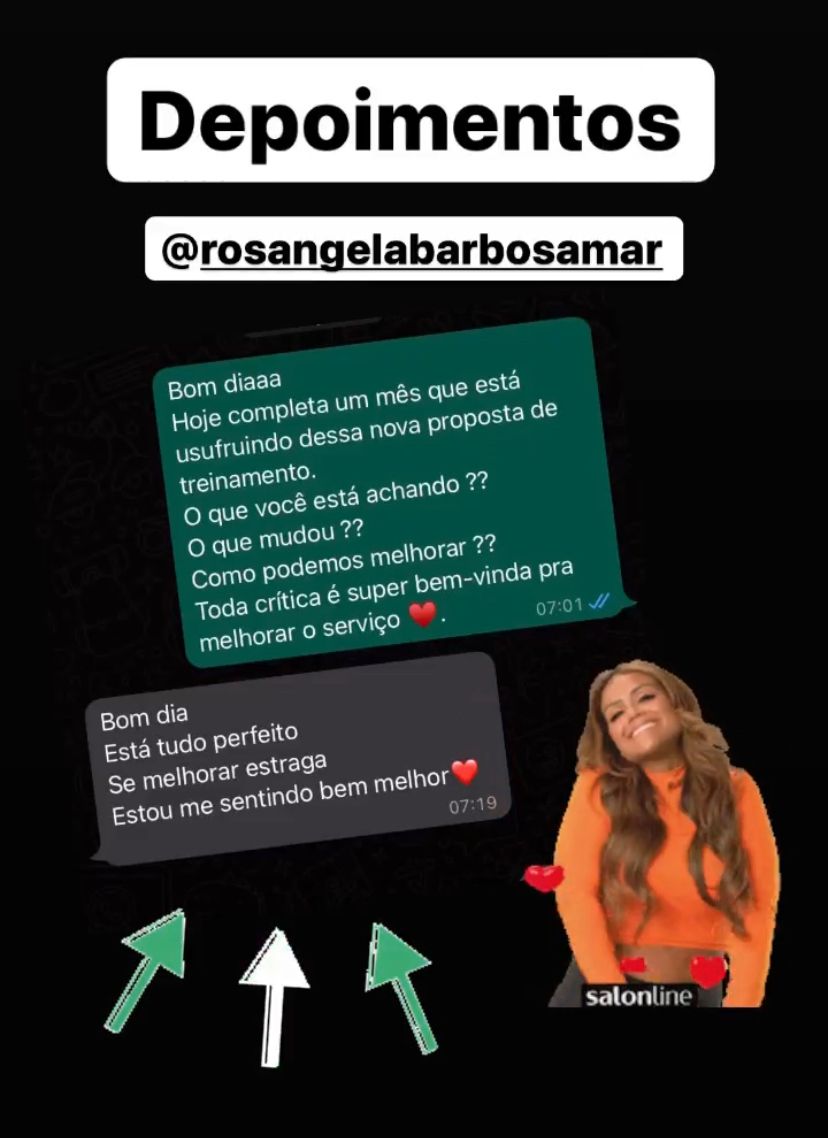 Depoimentos
@rosangelabarbosamar
Bom diaaa
Hoje completa um mês que está
usufruindo dessa nova proposta de
treinamento.
O que você está achando ??
O que mudou ??
Como podemos melhorar ??
Toda crítica é super bem-vinda pra
melhorar o serviço ❤️.
07:01
Bom dia
Está tudo perfeito
Se melhorar estraga
Estou me sentindo bem melhor❤️
07:19
salonline